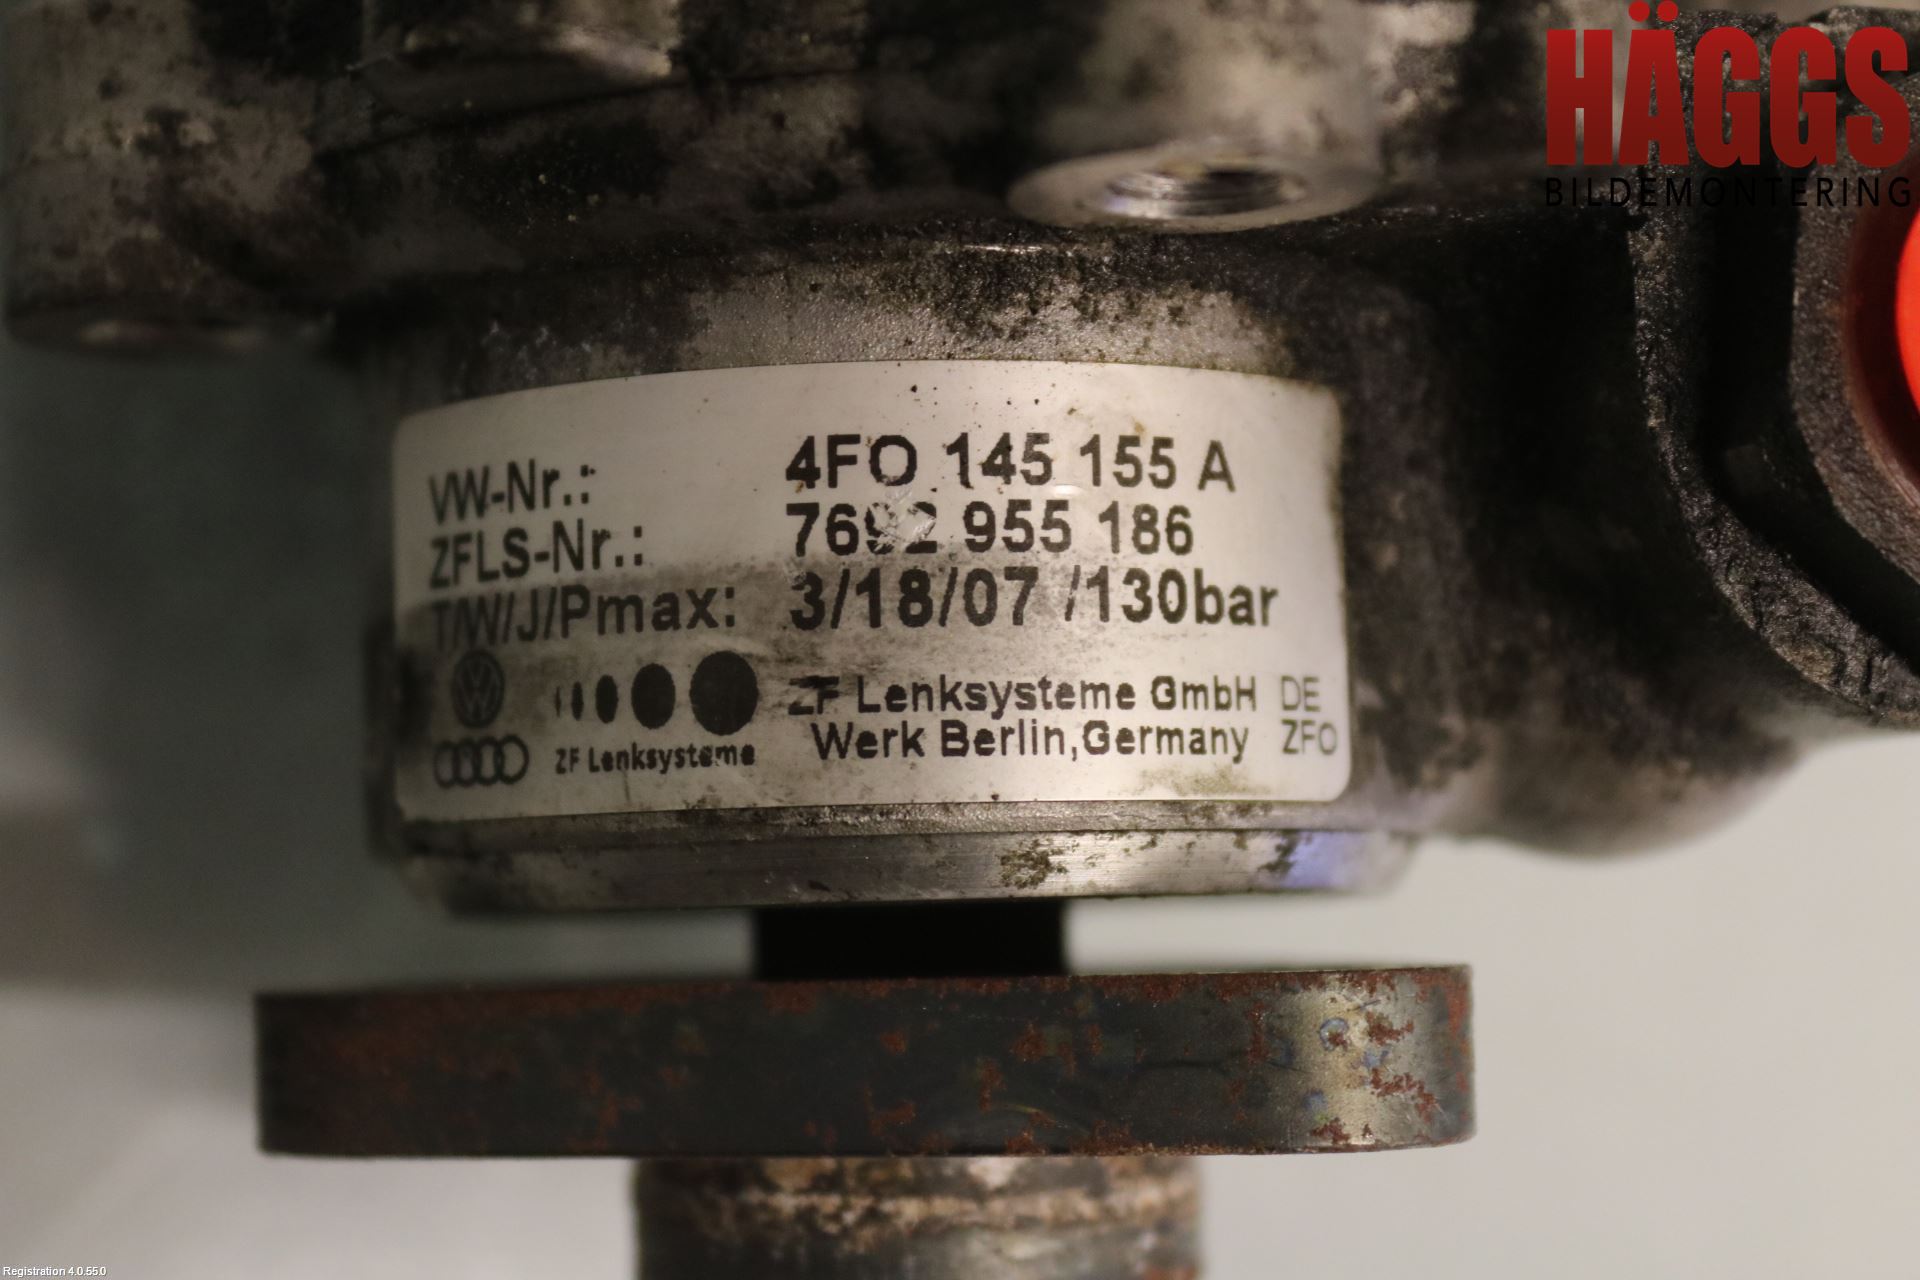 HÄGGS
BILDEMONTERING
VW-Nr.: 4FO 145 155 A
ZFLS-Nr.: 7692 955 186
T/W/J/Pmax: 3/18/07 /130bar
ZF Lenksysteme GmbH DE
Werk Berlin,Germany ZFO
ZF Lenksysteme
Registration 4.0.55.0